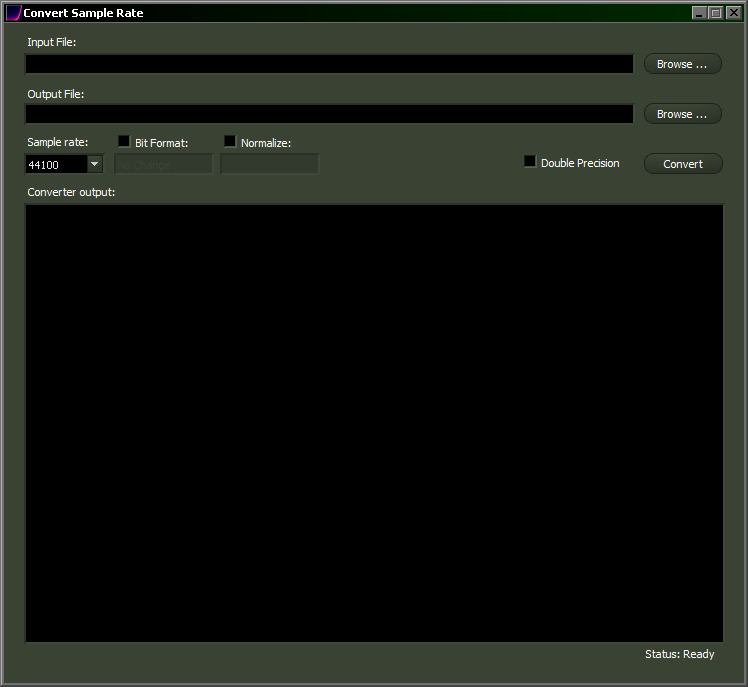 Convert Sample Rate
Input File:
Browse ...
Output File:
Browse ...
Sample rate:
Bit Format:
Normalize:
44100
No Change
Double Precision
Convert
Converter output:
Status: Ready